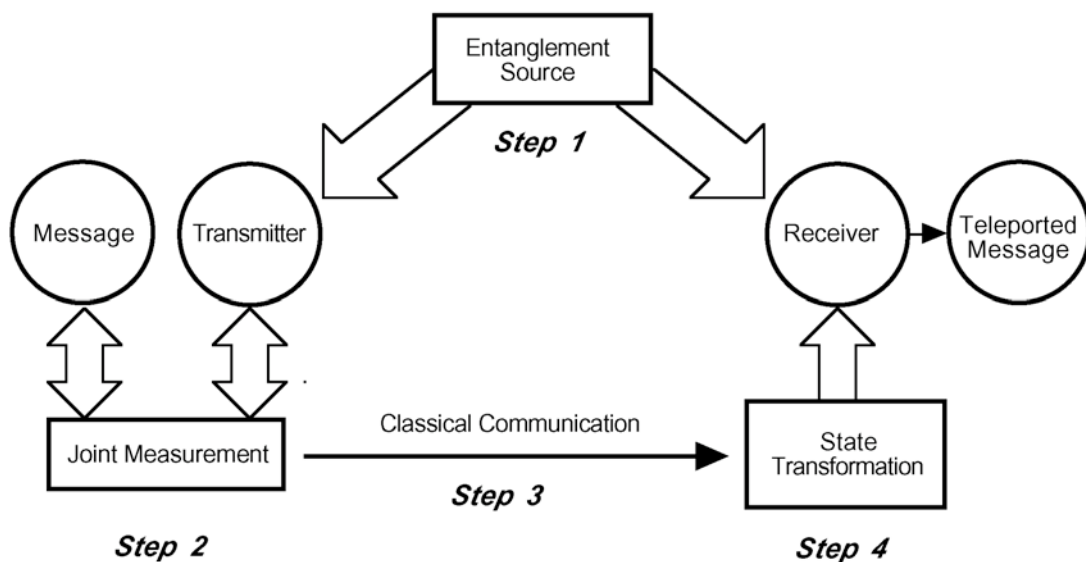 Entanglement
Source
Step 1
Message
Transmitter
Receiver
Teleported
Message
Classical Communication
Joint Measurement
State
Transformation
Step 3
Step 2
Step 4